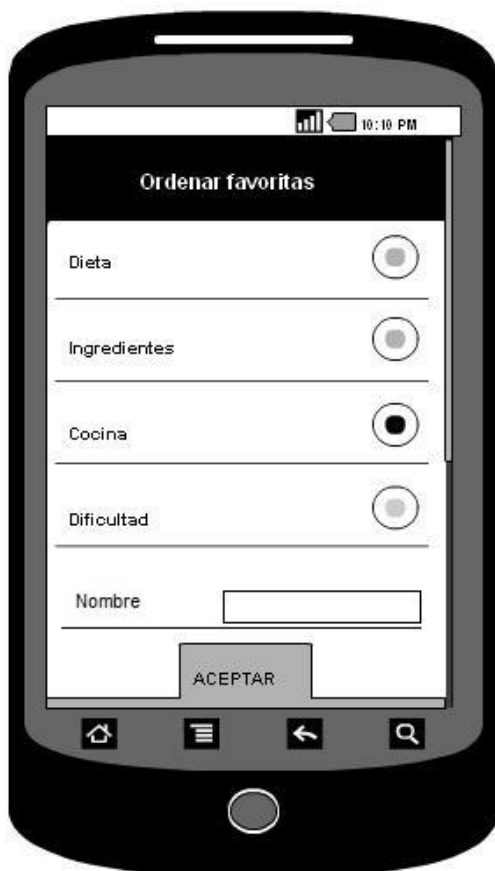 10:10 PM
Ordenar favoritas
Dieta
Ingredientes
Cocina
Dificultad
Nombre
ACEPTAR